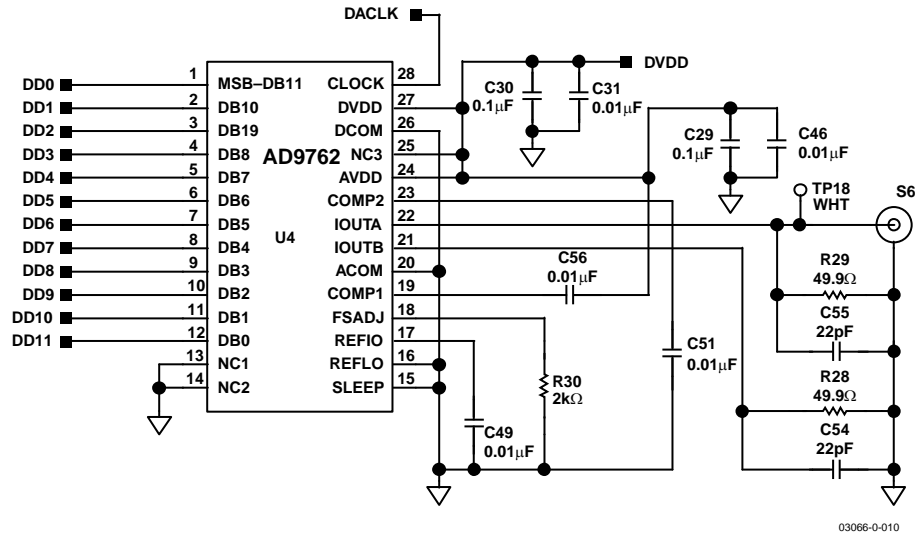 DACLK
DVDD
DD0
DD1
DD2
DD3
DD4
DD5
DD6
DD7
DD8
DD9
DD10
DD11
1
2
3
4
5
6
7
8
9
10
11
12
13
14
MSB–DB11
DB10
DB19
DB8
DB7
DB6
DB5
DB4
DB3
DB2
DB1
DB0
NC1
NC2
AD9762
U4
CLOCK
DVDD
DCOM
NC3
AVDD
COMP2
IOUTA
IOUTB
ACOM
COMP1
FSADJ
REFIO
REFLO
SLEEP
28
27
26
25
24
23
22
21
20
19
18
17
16
15
C30
0.1µF
C31
0.01µF
C29
0.1µF
C46
0.01µF
TP18
WHT
S6
C56
0.01µF
R29
49.9Ω
C55
22pF
C51
0.01µF
R30
2kΩ
R28
49.9Ω
C54
22pF
C49
0.01µF
03066-0-010